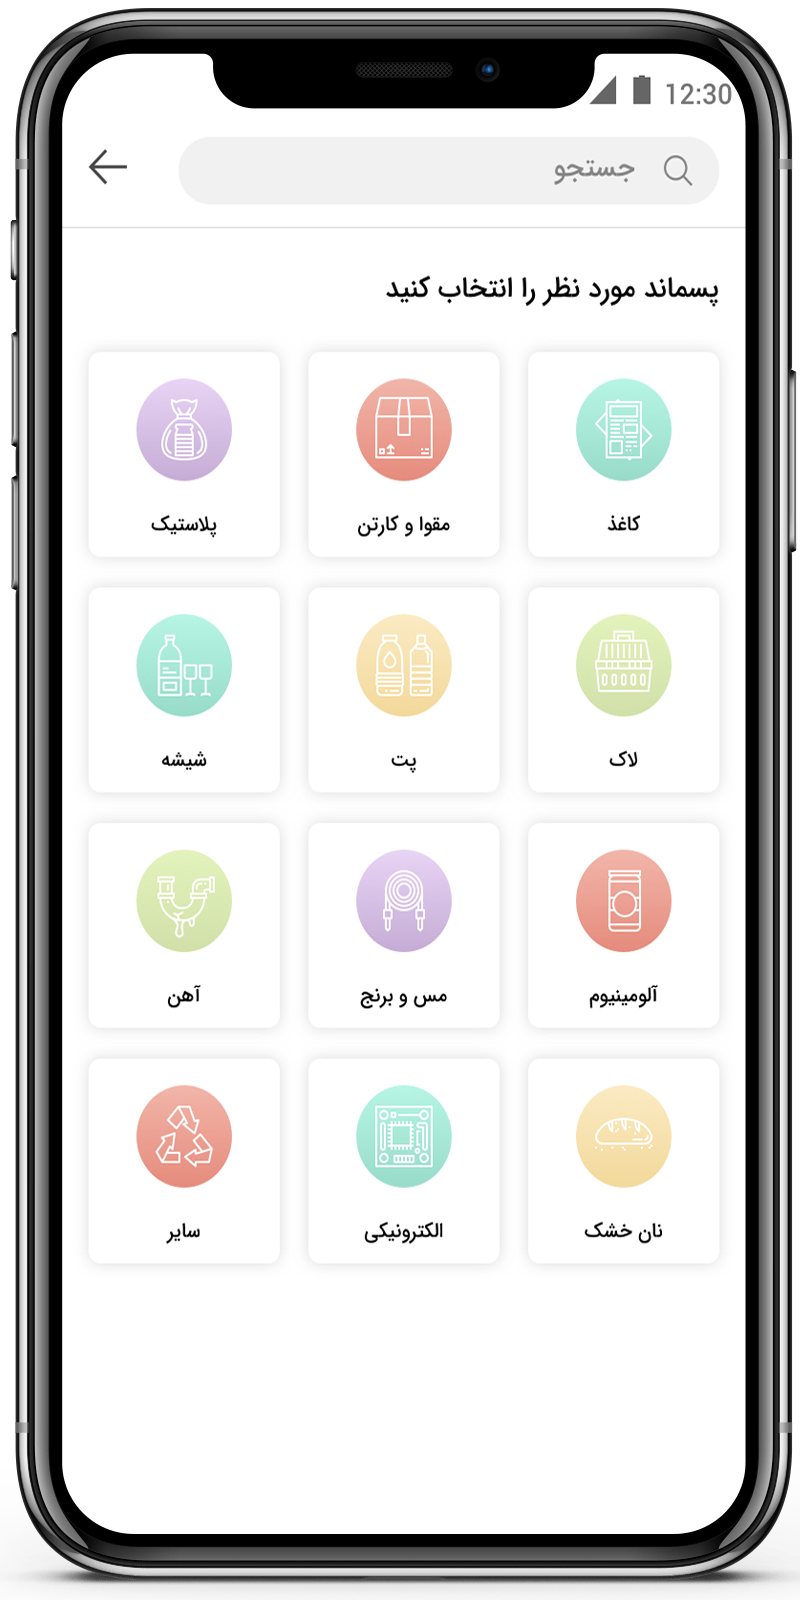 12:30
جستجو
پسماند مورد نظر را انتخاب کنید
کاغذ
مقوا و کارتن
پلاستیک
لاک
پت
شیشه
آلومینیوم
مس و برنج
آهن
نان خشک
الکترونیکی
سایر